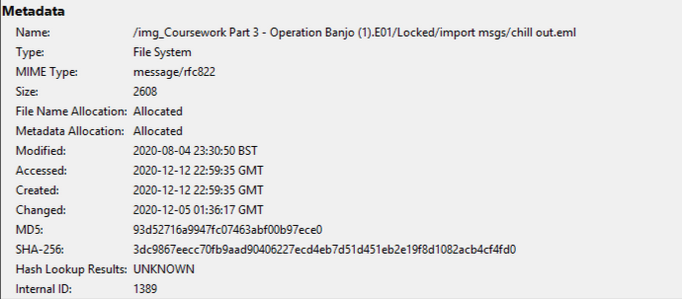 Metadata
Name: /img_Coursework Part 3 - Operation Banjo (1).E01/Locked/import msgs/chill out.eml
Type: File System
MIME Type: message/rfc822
Size: 2608
File Name Allocation: Allocated
Metadata Allocation: Allocated
Modified: 2020-08-04 23:30:50 BST
Accessed: 2020-12-12 22:59:35 GMT
Created: 2020-12-12 22:59:35 GMT
Changed: 2020-12-05 01:36:17 GMT
MD5: 93d52716a9947fc07463abf00b97ece0
SHA-256: 3dc9867eecc70fb9aad90406227ecd4eb7d51d451eb2e19f8d1082acb4cf4fd0
Hash Lookup Results: UNKNOWN
Internal ID: 1389